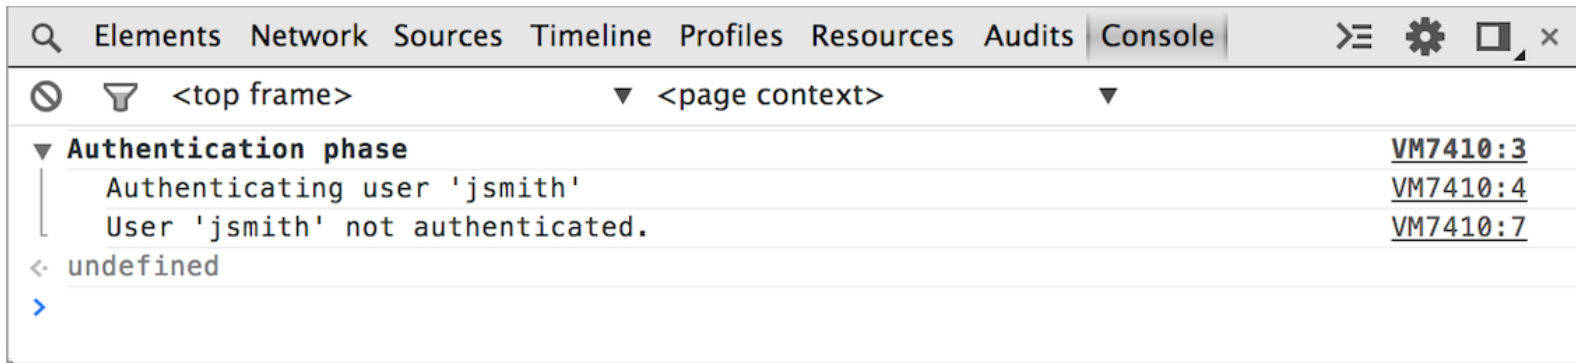 Elements Network Sources Timeline Profiles Resources Audits Console
<top frame> <page context>
Authentication phase VM7410:3
Authenticating user 'jsmith' VM7410:4
User 'jsmith' not authenticated. VM7410:7
undefined